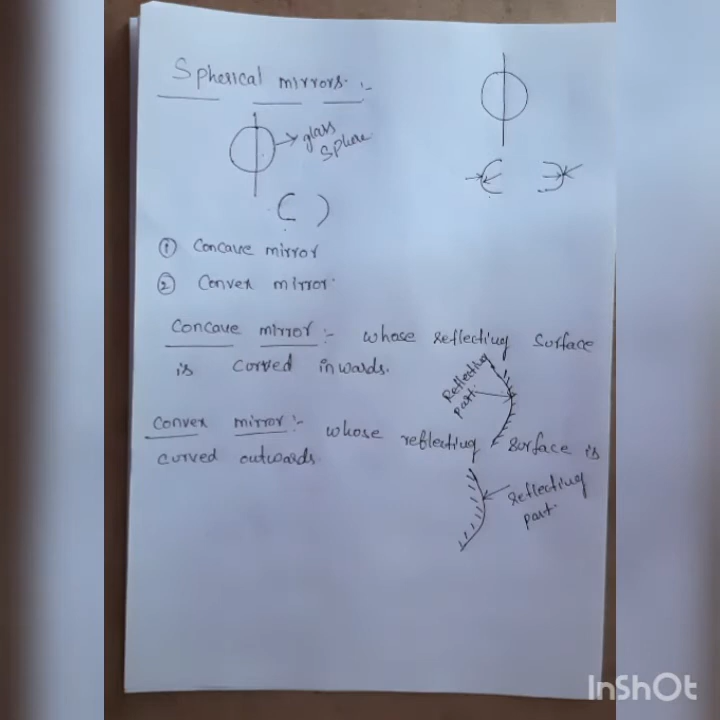 Spherical mirrors :-
glass
sphere
① Concave mirror
② Convex mirror.
Concave mirror :- whose reflecting surface
is corved inwards.
Reflecting
part.
Convex mirror :- whose reflecting surface is
curved outwards
reflecting
part.
InShOt